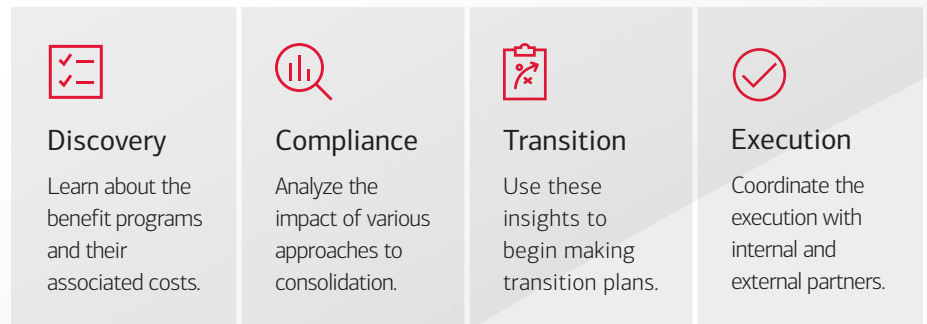 Discovery
Learn about the
benefit programs
and their
associated costs.
Compliance
Analyze the
impact of various
approaches to
consolidation.
Transition
Use these
insights to
begin making
transition plans.
Execution
Coordinate the
execution with
internal and
external partners.